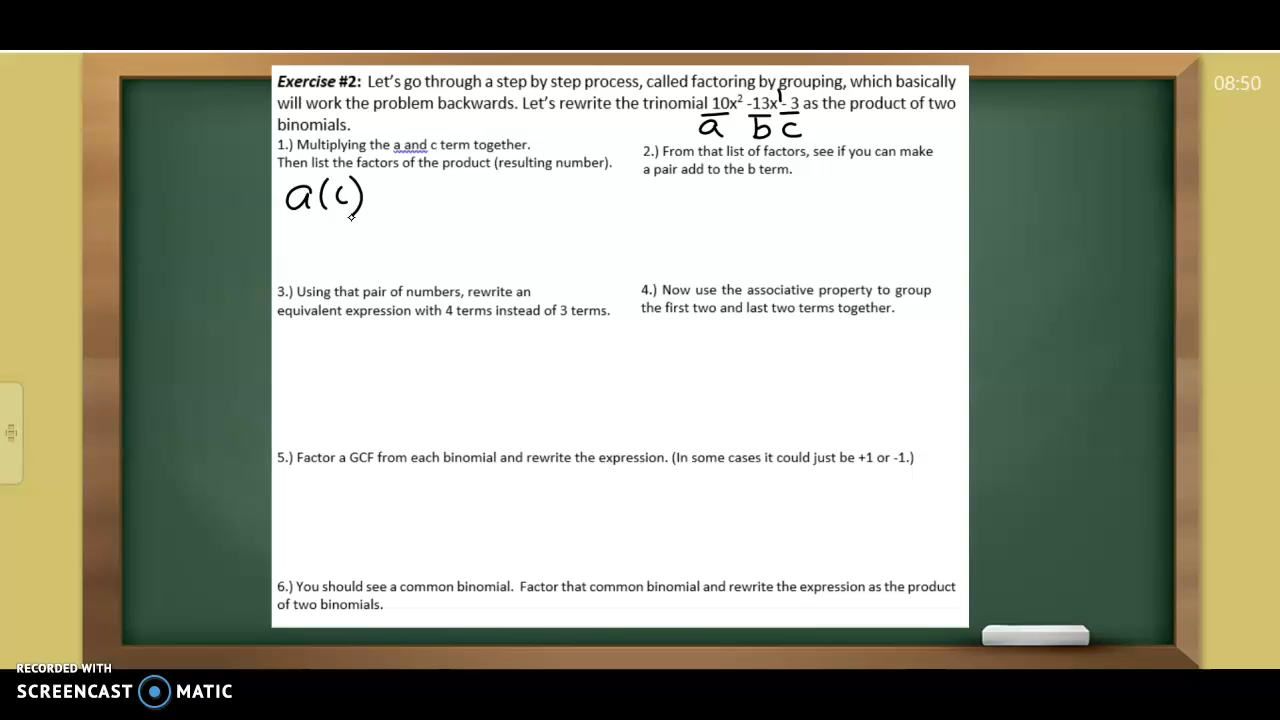 08:50
Exercise #2: Let's go through a step by step process, called factoring by grouping, which basically
will work the problem backwards. Let's rewrite the trinomial 10x² -13x¹ - 3 as the product of two
binomials.
a b c
1.) Multiplying the a and c term together.
Then list the factors of the product (resulting number).
a(c)
2.) From that list of factors, see if you can make
a pair add to the b term.
3.) Using that pair of numbers, rewrite an
equivalent expression with 4 terms instead of 3 terms.
4.) Now use the associative property to group
the first two and last two terms together.
5.) Factor a GCF from each binomial and rewrite the expression. (In some cases it could just be +1 or -1.)
6.) You should see a common binomial. Factor that common binomial and rewrite the expression as the product
of two binomials.
RECORDED WITH
SCREENCAST MATIC